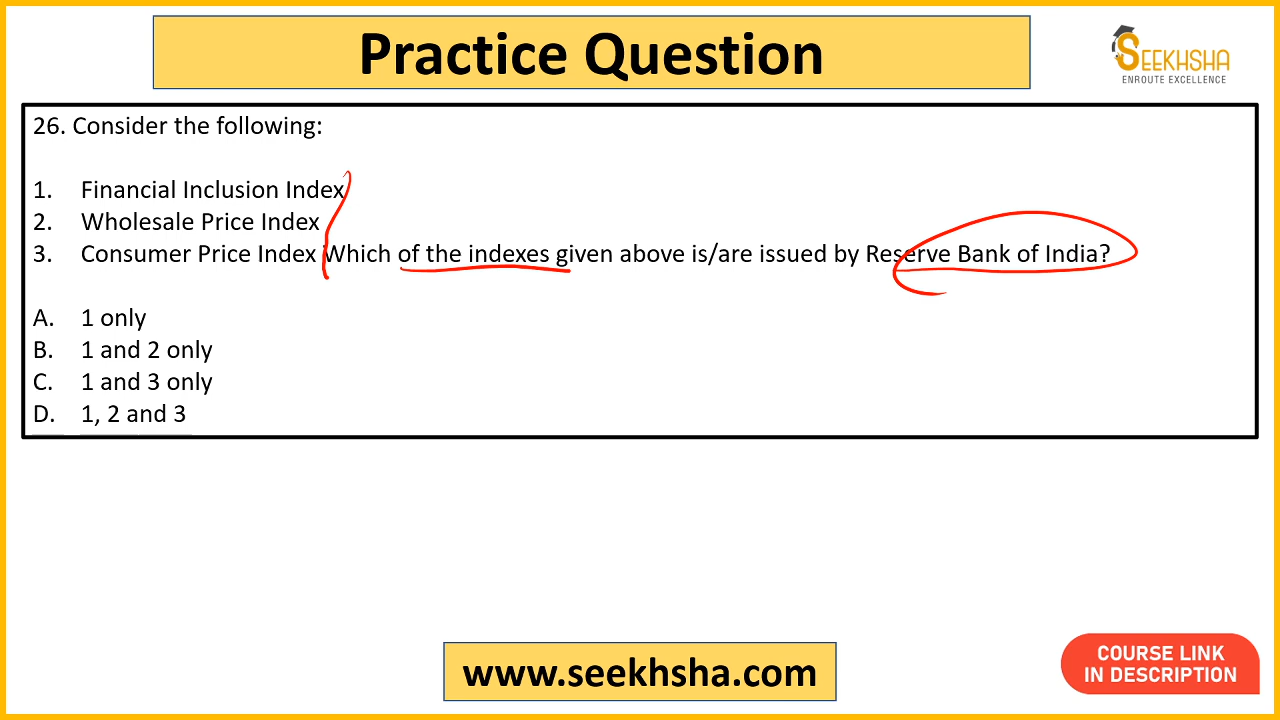 Practice Question
SEEKHSHA
ENROUTE EXCELLENCE
26. Consider the following:
1. Financial Inclusion Index
2. Wholesale Price Index
3. Consumer Price Index Which of the indexes given above is/are issued by Reserve Bank of India?
A. 1 only
B. 1 and 2 only
C. 1 and 3 only
D. 1, 2 and 3
www.seekhsha.com
COURSE LINK
IN DESCRIPTION